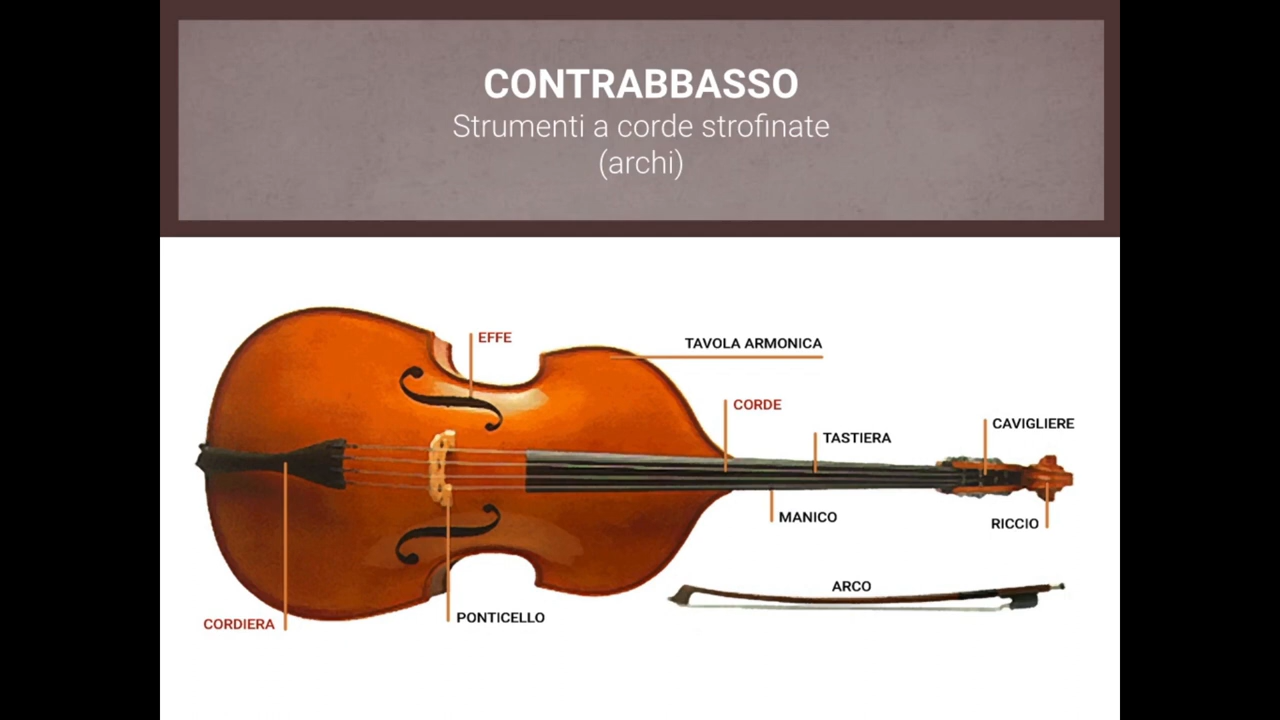 CONTRABBASSO
Strumenti a corde strofinate
(archi)
EFFE
TAVOLA ARMONICA
CORDE
TASTIERA
CAVIGLIERE
MANICO
RICCIO
ARCO
CORDIERA
PONTICELLO